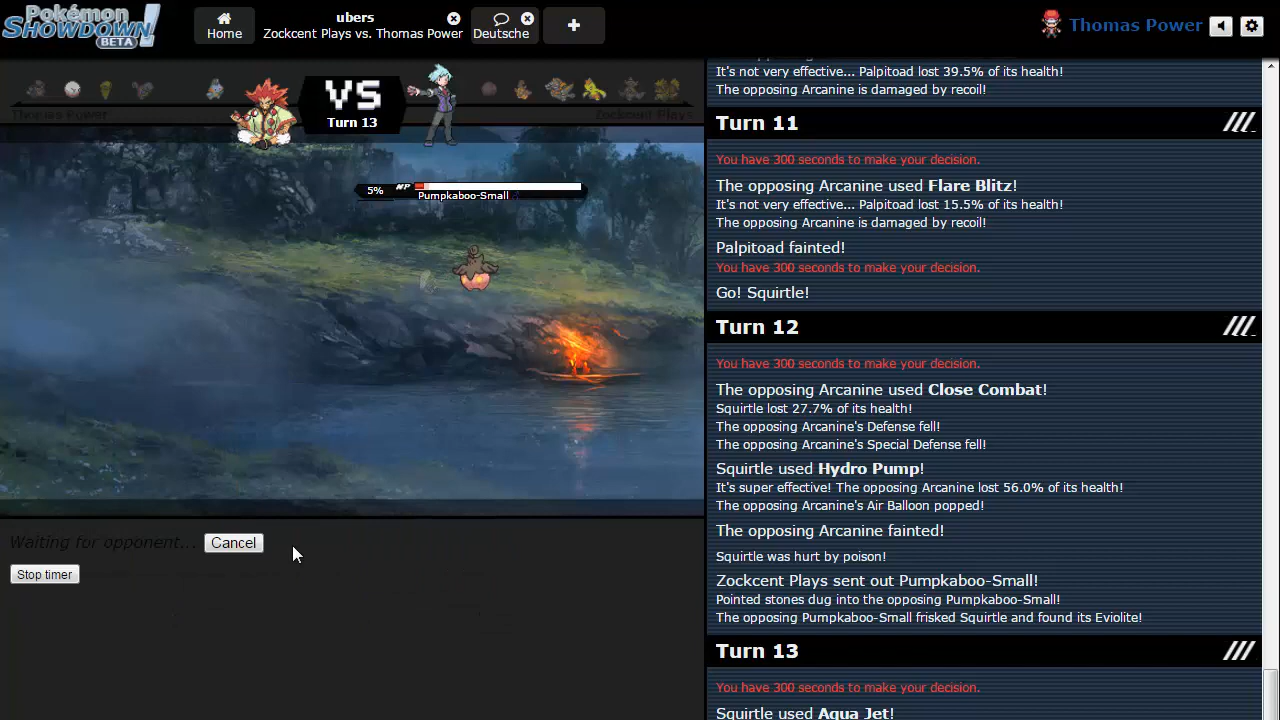 Pokémon
SHOWDOWN!
BETA
Home
ubers
Zockcent Plays vs. Thomas Power
Deutsche
+
Thomas Power
VS
Turn 13
Thomas Power
Zockcent Plays
5%
Pumpkaboo-Small
Waiting for opponent...
Cancel
Stop timer
It's not very effective... Palpitoad lost 39.5% of its health!
The opposing Arcanine is damaged by recoil!
Turn 11
You have 300 seconds to make your decision.
The opposing Arcanine used Flare Blitz!
It's not very effective... Palpitoad lost 15.5% of its health!
The opposing Arcanine is damaged by recoil!
Palpitoad fainted!
You have 300 seconds to make your decision.
Go! Squirtle!
Turn 12
You have 300 seconds to make your decision.
The opposing Arcanine used Close Combat!
Squirtle lost 27.7% of its health!
The opposing Arcanine's Defense fell!
The opposing Arcanine's Special Defense fell!
Squirtle used Hydro Pump!
It's super effective! The opposing Arcanine lost 56.0% of its health!
The opposing Arcanine's Air Balloon popped!
The opposing Arcanine fainted!
Squirtle was hurt by poison!
Zockcent Plays sent out Pumpkaboo-Small!
Pointed stones dug into the opposing Pumpkaboo-Small!
The opposing Pumpkaboo-Small frisked Squirtle and found its Eviolite!
Turn 13
You have 300 seconds to make your decision.
Squirtle used Aqua Jet!